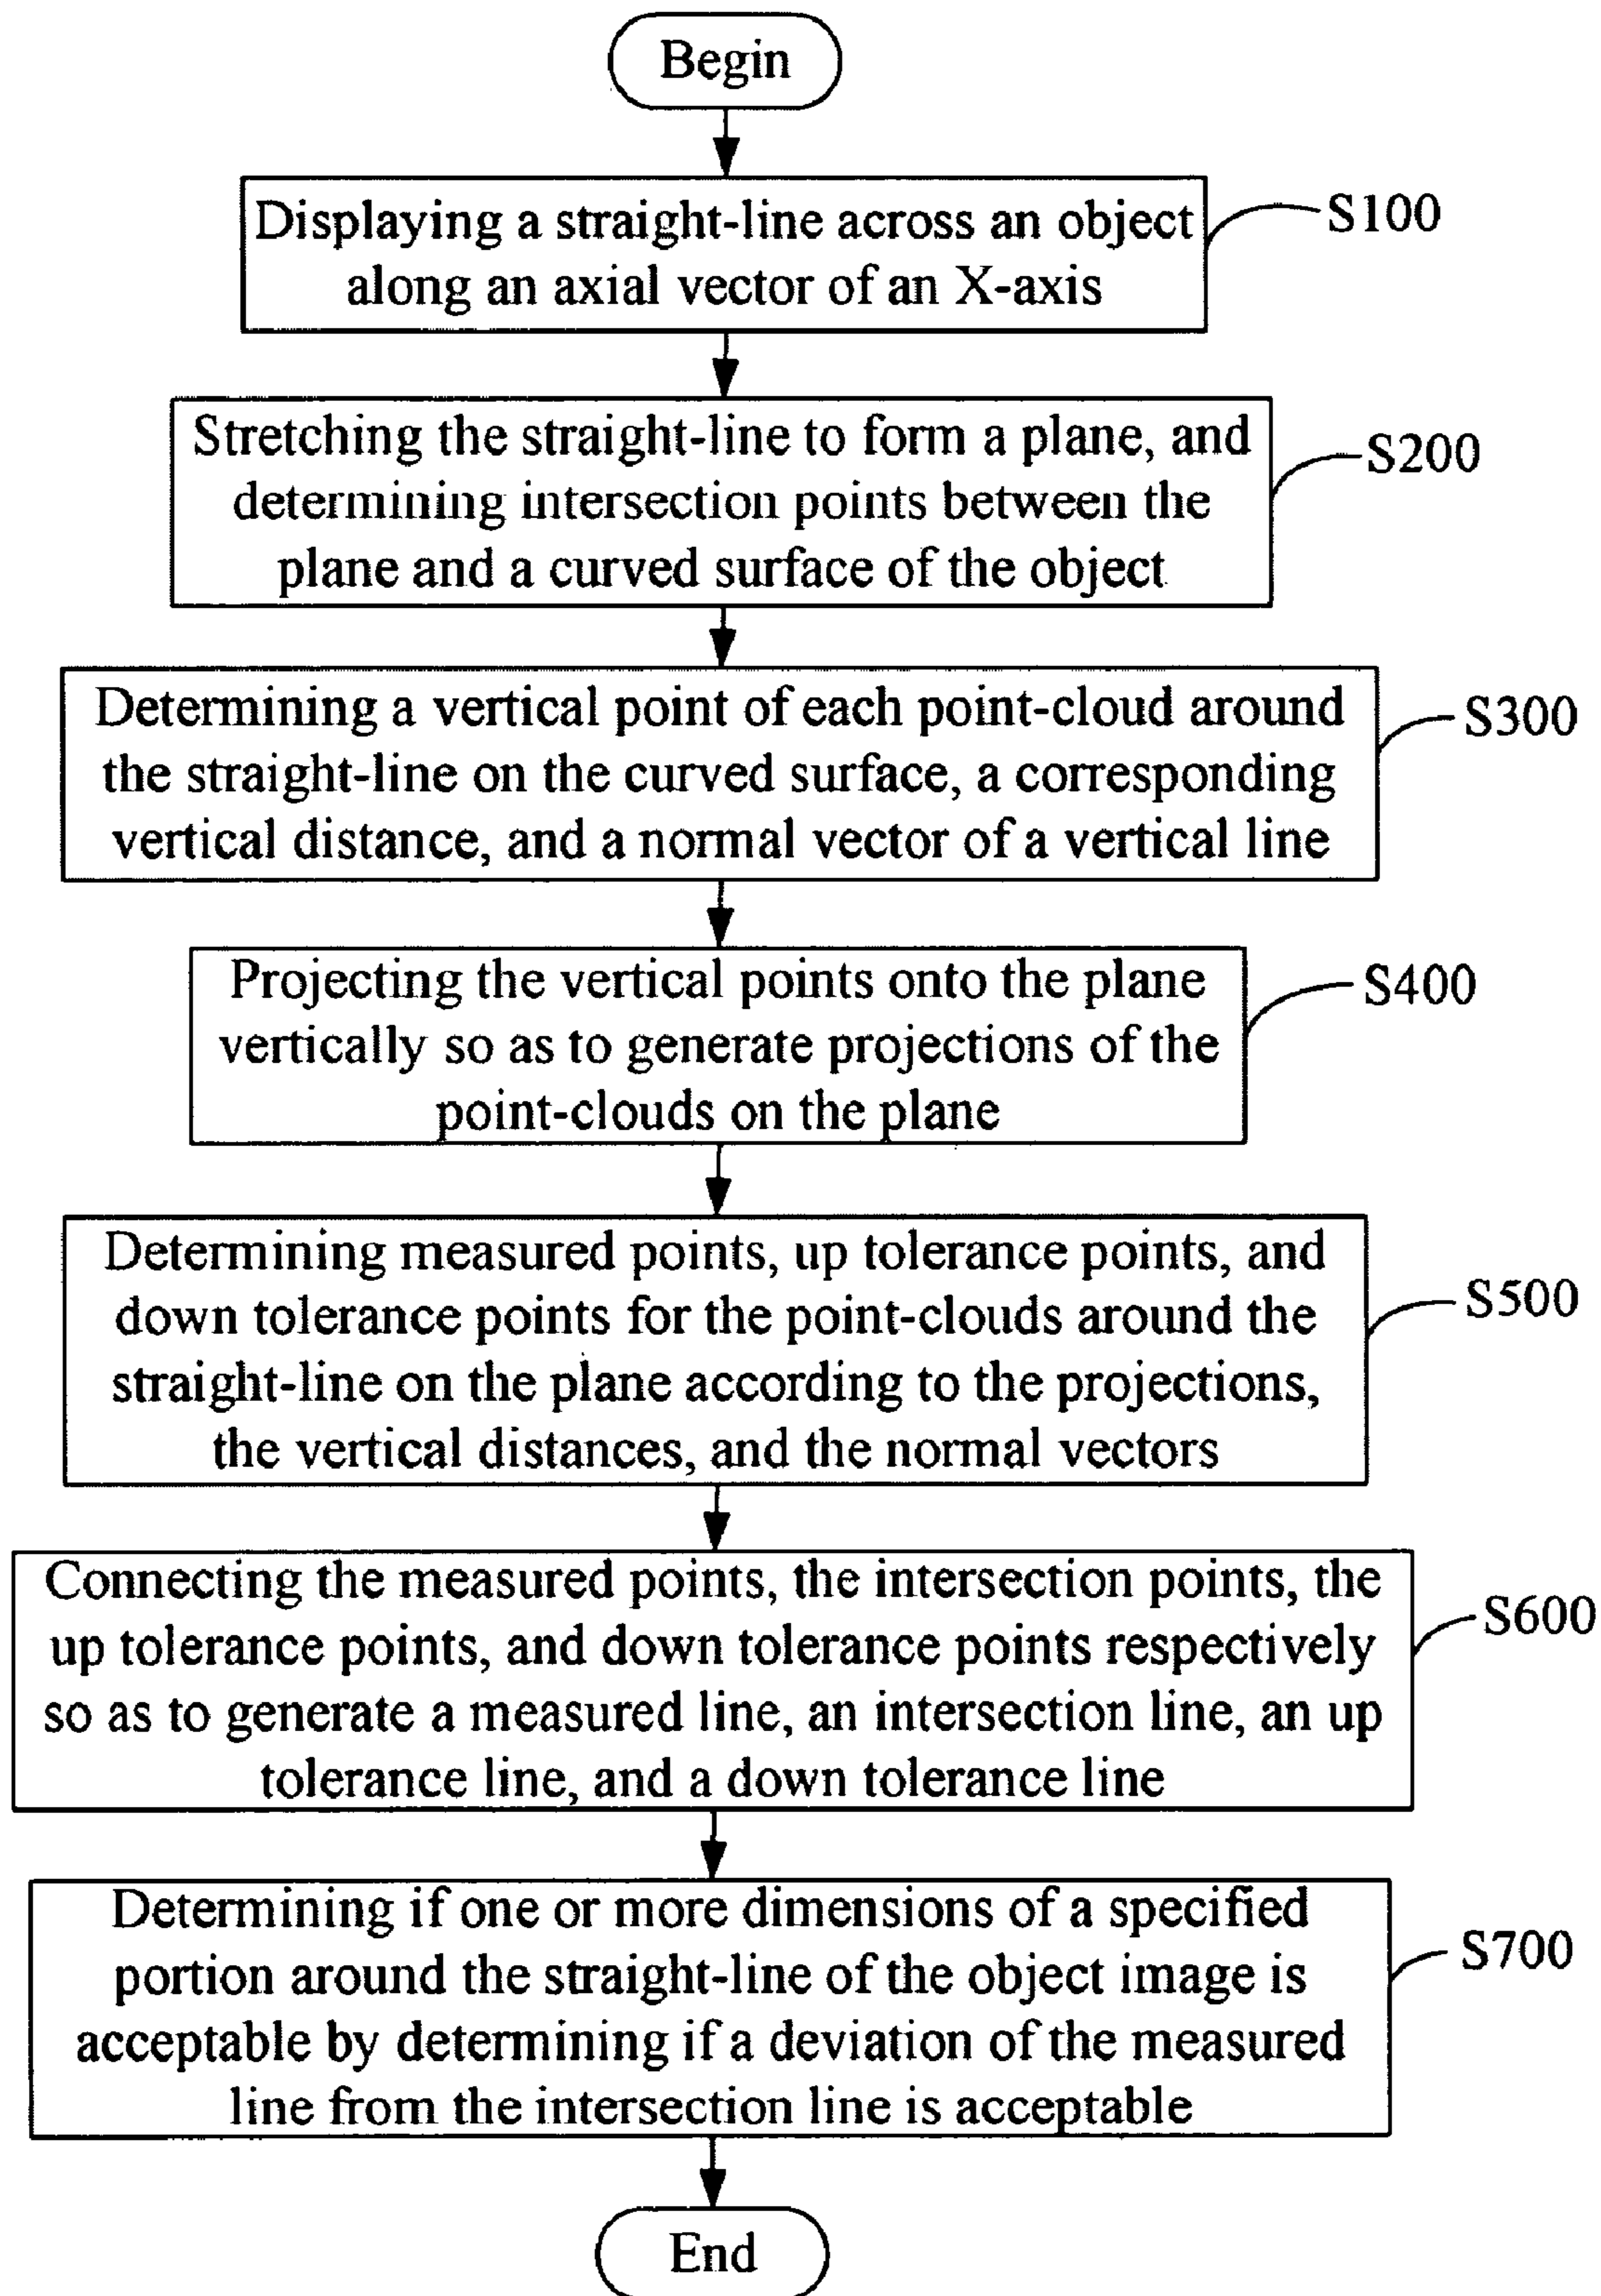 Begin
Displaying a straight-line across an object
along an axial vector of an X-axis
S100
Stretching the straight-line to form a plane, and
determining intersection points between the
plane and a curved surface of the object
S200
Determining a vertical point of each point-cloud around
the straight-line on the curved surface, a corresponding
vertical distance, and a normal vector of a vertical line
S300
Projecting the vertical points onto the plane
vertically so as to generate projections of the
point-clouds on the plane
S400
Determining measured points, up tolerance points, and
down tolerance points for the point-clouds around the
straight-line on the plane according to the projections,
the vertical distances, and the normal vectors
S500
Connecting the measured points, the intersection points, the
up tolerance points, and down tolerance points respectively
so as to generate a measured line, an intersection line, an up
tolerance line, and a down tolerance line
S600
Determining if one or more dimensions of a specified
portion around the straight-line of the object image is
acceptable by determining if a deviation of the measured
line from the intersection line is acceptable
S700
End